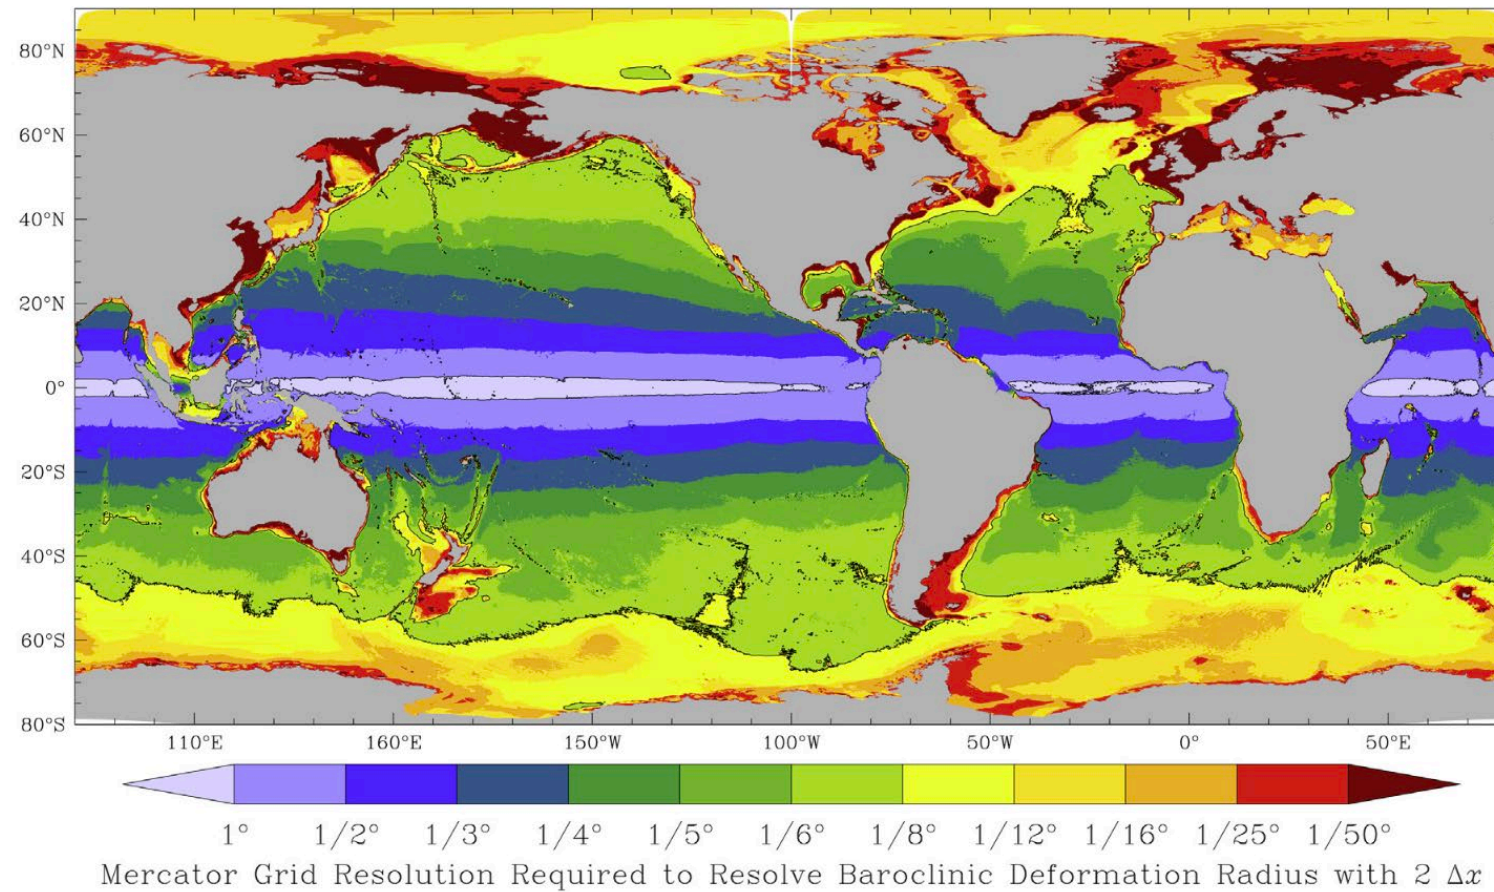 80°N
60°N
40°N
20°N
0°
20°S
40°S
60°S
80°S
110°E 160°E 150°W 100°W 50°W 0° 50°E
1° 1/2° 1/3° 1/4° 1/5° 1/6° 1/8° 1/12° 1/16° 1/25° 1/50°
Mercator Grid Resolution Required to Resolve Baroclinic Deformation Radius with 2 Δx